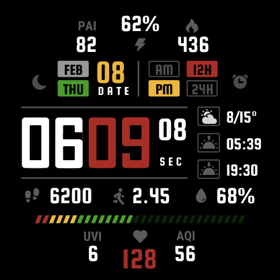 PAI 62%
82 436
FEB 08 AM 12H
THU DATE PM 24H
0609 08 SEC
8/15°
05:39
19:30
6200 2.45 68%
UVI AQI
6 128 56